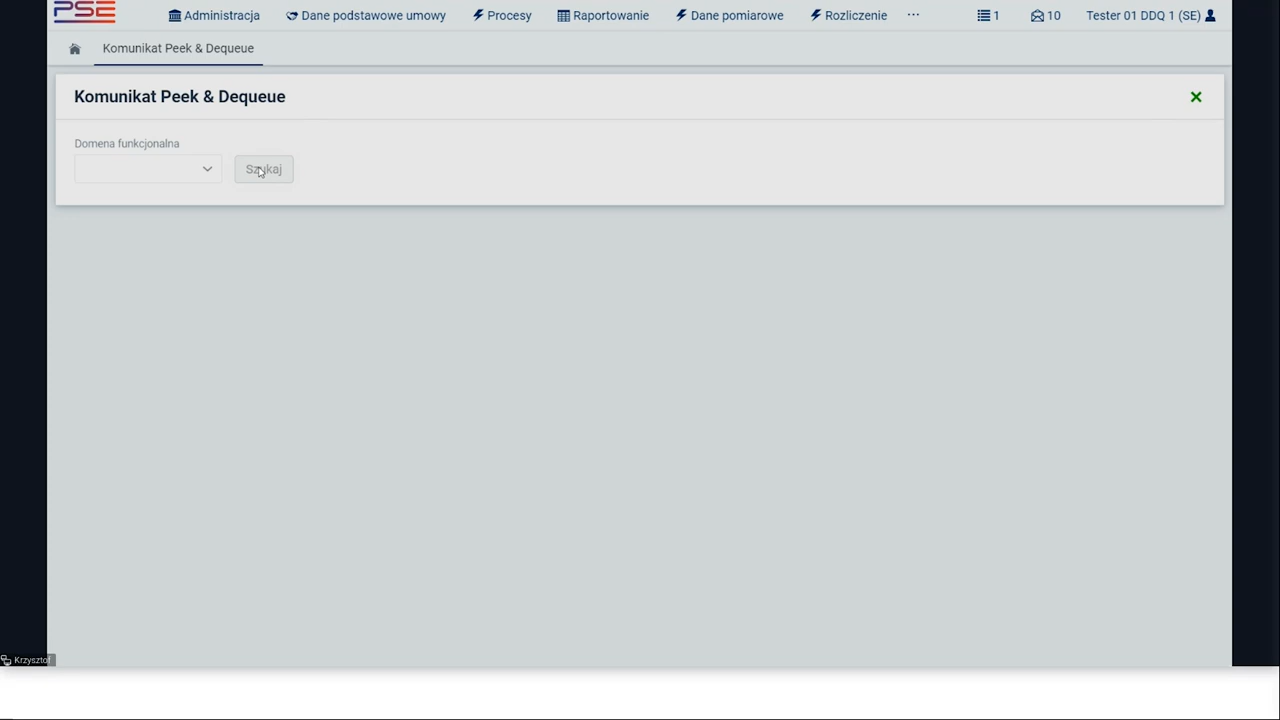 PSE
Administracja
Dane podstawowe umowy
Procesy
Raportowanie
Dane pomiarowe
Rozliczenie
...
1
10
Tester 01 DDQ 1 (SE)
Komunikat Peek & Dequeue
Komunikat Peek & Dequeue
Domena funkcjonalna
Szukaj
Krzysztof